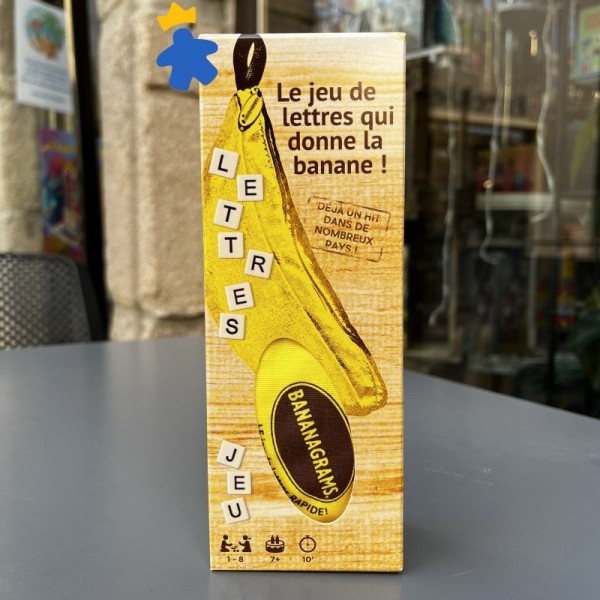 Le jeu de
lettres qui
donne la
banane !
DÉJÀ UN HIT
DANS DE
NOMBREUX
PAYS !
LETTRES
BANANAGRAMS
RAPIDE!
JEU
1 - 8
7+
10'